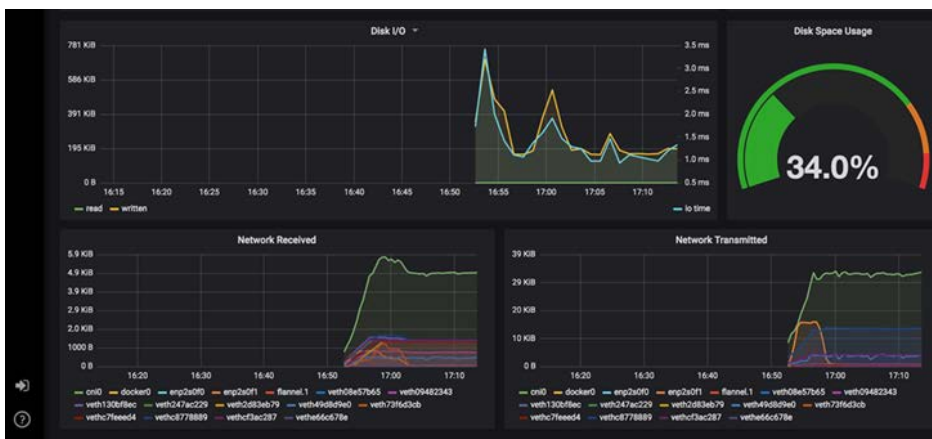 Disk I/O
781 KiB
586 KiB
391 KiB
195 KiB
0 B
3.5 ms
3.0 ms
2.5 ms
2.0 ms
1.5 ms
1.0 ms
0.5 ms
16:15 16:20 16:25 16:30 16:35 16:40 16:45 16:50 16:55 17:00 17:05 17:10
read written io time
Disk Space Usage
34.0%
Network Received
5.9 KiB
4.9 KiB
3.9 KiB
2.9 KiB
2.0 KiB
1000 B
0 B
16:20 16:30 16:40 16:50 17:00 17:10
cni0 docker0 enp2s0f0 enp2s0f1 flannel.1 veth08e57b65 veth09482343
veth130bf8ec veth247ac229 veth2d83eb79 veth49d8d9e0 veth73f6d3cb
vethc7feeed4 vethc8778889 vethcf3ac287 vethe66c678e
Network Transmitted
39 KiB
29 KiB
20 KiB
10 KiB
0 B
16:20 16:30 16:40 16:50 17:00 17:10
cni0 docker0 enp2s0f0 enp2s0f1 flannel.1 veth08e57b65 veth09482343
veth130bf8ec veth247ac229 veth2d83eb79 veth49d8d9e0 veth73f6d3cb
vethc7feeed4 vethc8778889 vethcf3ac287 vethe66c678e